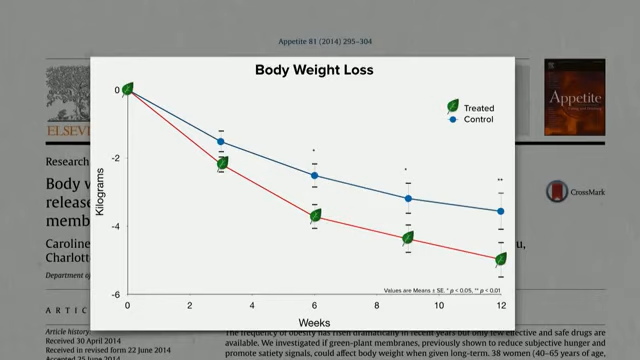 Appetite 81 (2014) 295–304
Body Weight Loss
Treated
Control
0
-2
-4
-6
Kilograms
* 
*
**
Values are Means ± SE, * p < 0.05, ** p < 0.01
0
2
4
6
8
10
12
Weeks
ELSEV
Appetite
CrossMark
Research
Body w
release
memb
Caroline
u,
Charlott
Department o
A R T I C
Article history:
Received 30 April 2014
Received in revised form 22 June 2014
Accepted 25 June 2014
The frequency of obesity has risen dramatically in recent years but only few effective and safe drugs are
available. We investigated if green-plant membranes, previously shown to reduce subjective hunger and
promote satiety signals, could affect body weight when given long-term. 38 women (40–65 years of age,